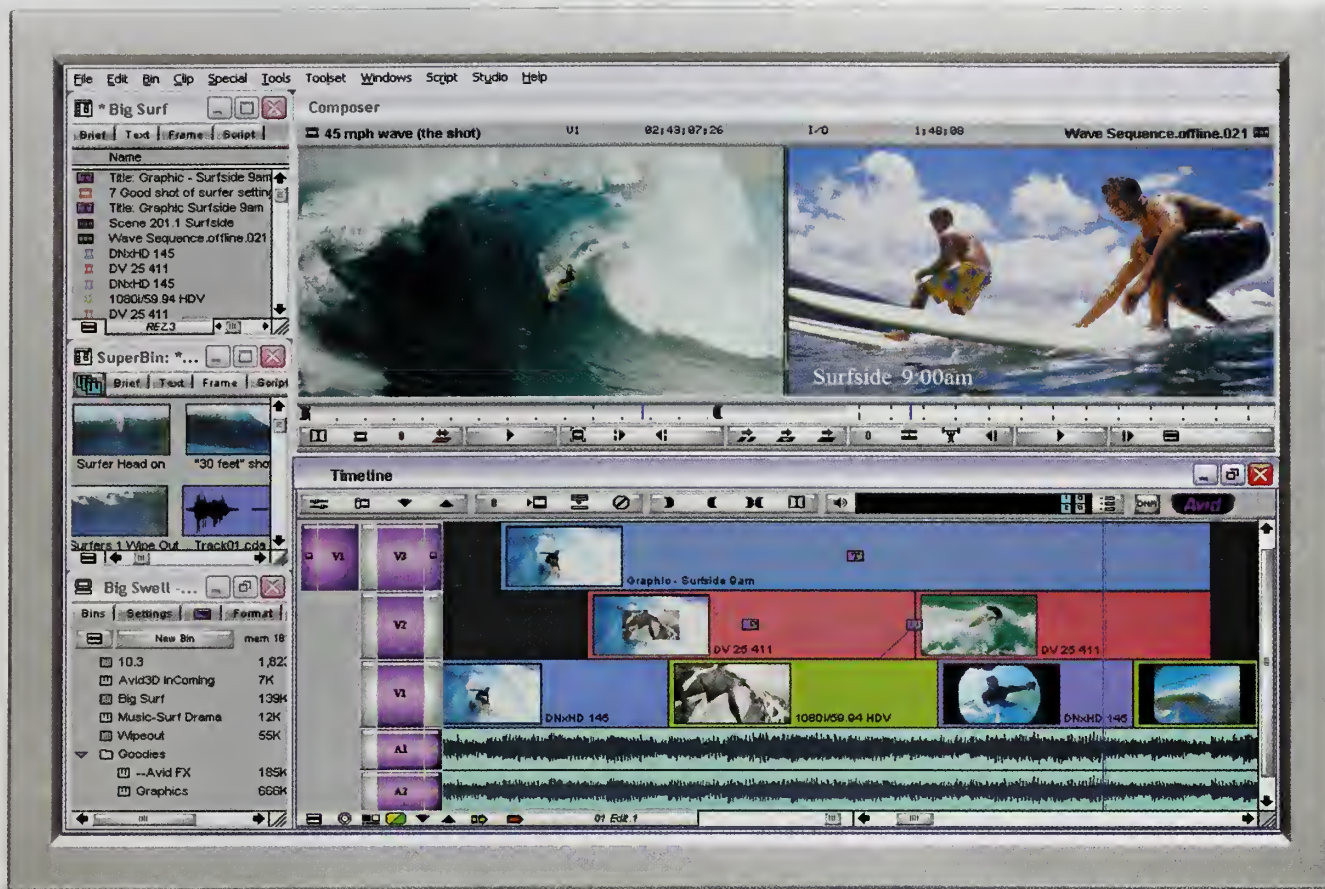 File Edit Bin Clip Special Tools Toolset Windows Script Studio Help
* Big Surf
Brief Text Frame Script
Name
Title: Graphic - Surfside 9am
7 Good shot of surfer setting
Title: Graphic Surfside 9am
Scene 201.1 Surfside
Wave Sequence.offline.021
DNxHD 145
DV 25 411
DNxHD 145
1080i/59.94 HDV
DV 25 411
REZ.3
Composer
45 mph wave (the shot) V1 02;43;07;26 I/O 1;48;08 Wave Sequence.offline.021
Surfside 9:00am
SuperBin: *...
Brief Text Frame Script
Surfer Head on "30 feet" sho
Surfers 1 Wipe Out Track01.cda
Big Swell -...
Bins Settings Format
New Bin mem 18
10.3 1,82
Avid3D InComing 7K
Big Surf 139K
Music-Surf Drama 12K
Wipeout 55K
Goodies
--Avid FX 185K
Graphics 666K
Timeline
DNA Avid
V1 V3 Graphic - Surfside 9am
V2 DV 25 411 DV 25 411
V1 DNxHD 145 1080i/59.94 HDV DNxHD 145
A1
A2
01 Edit.1